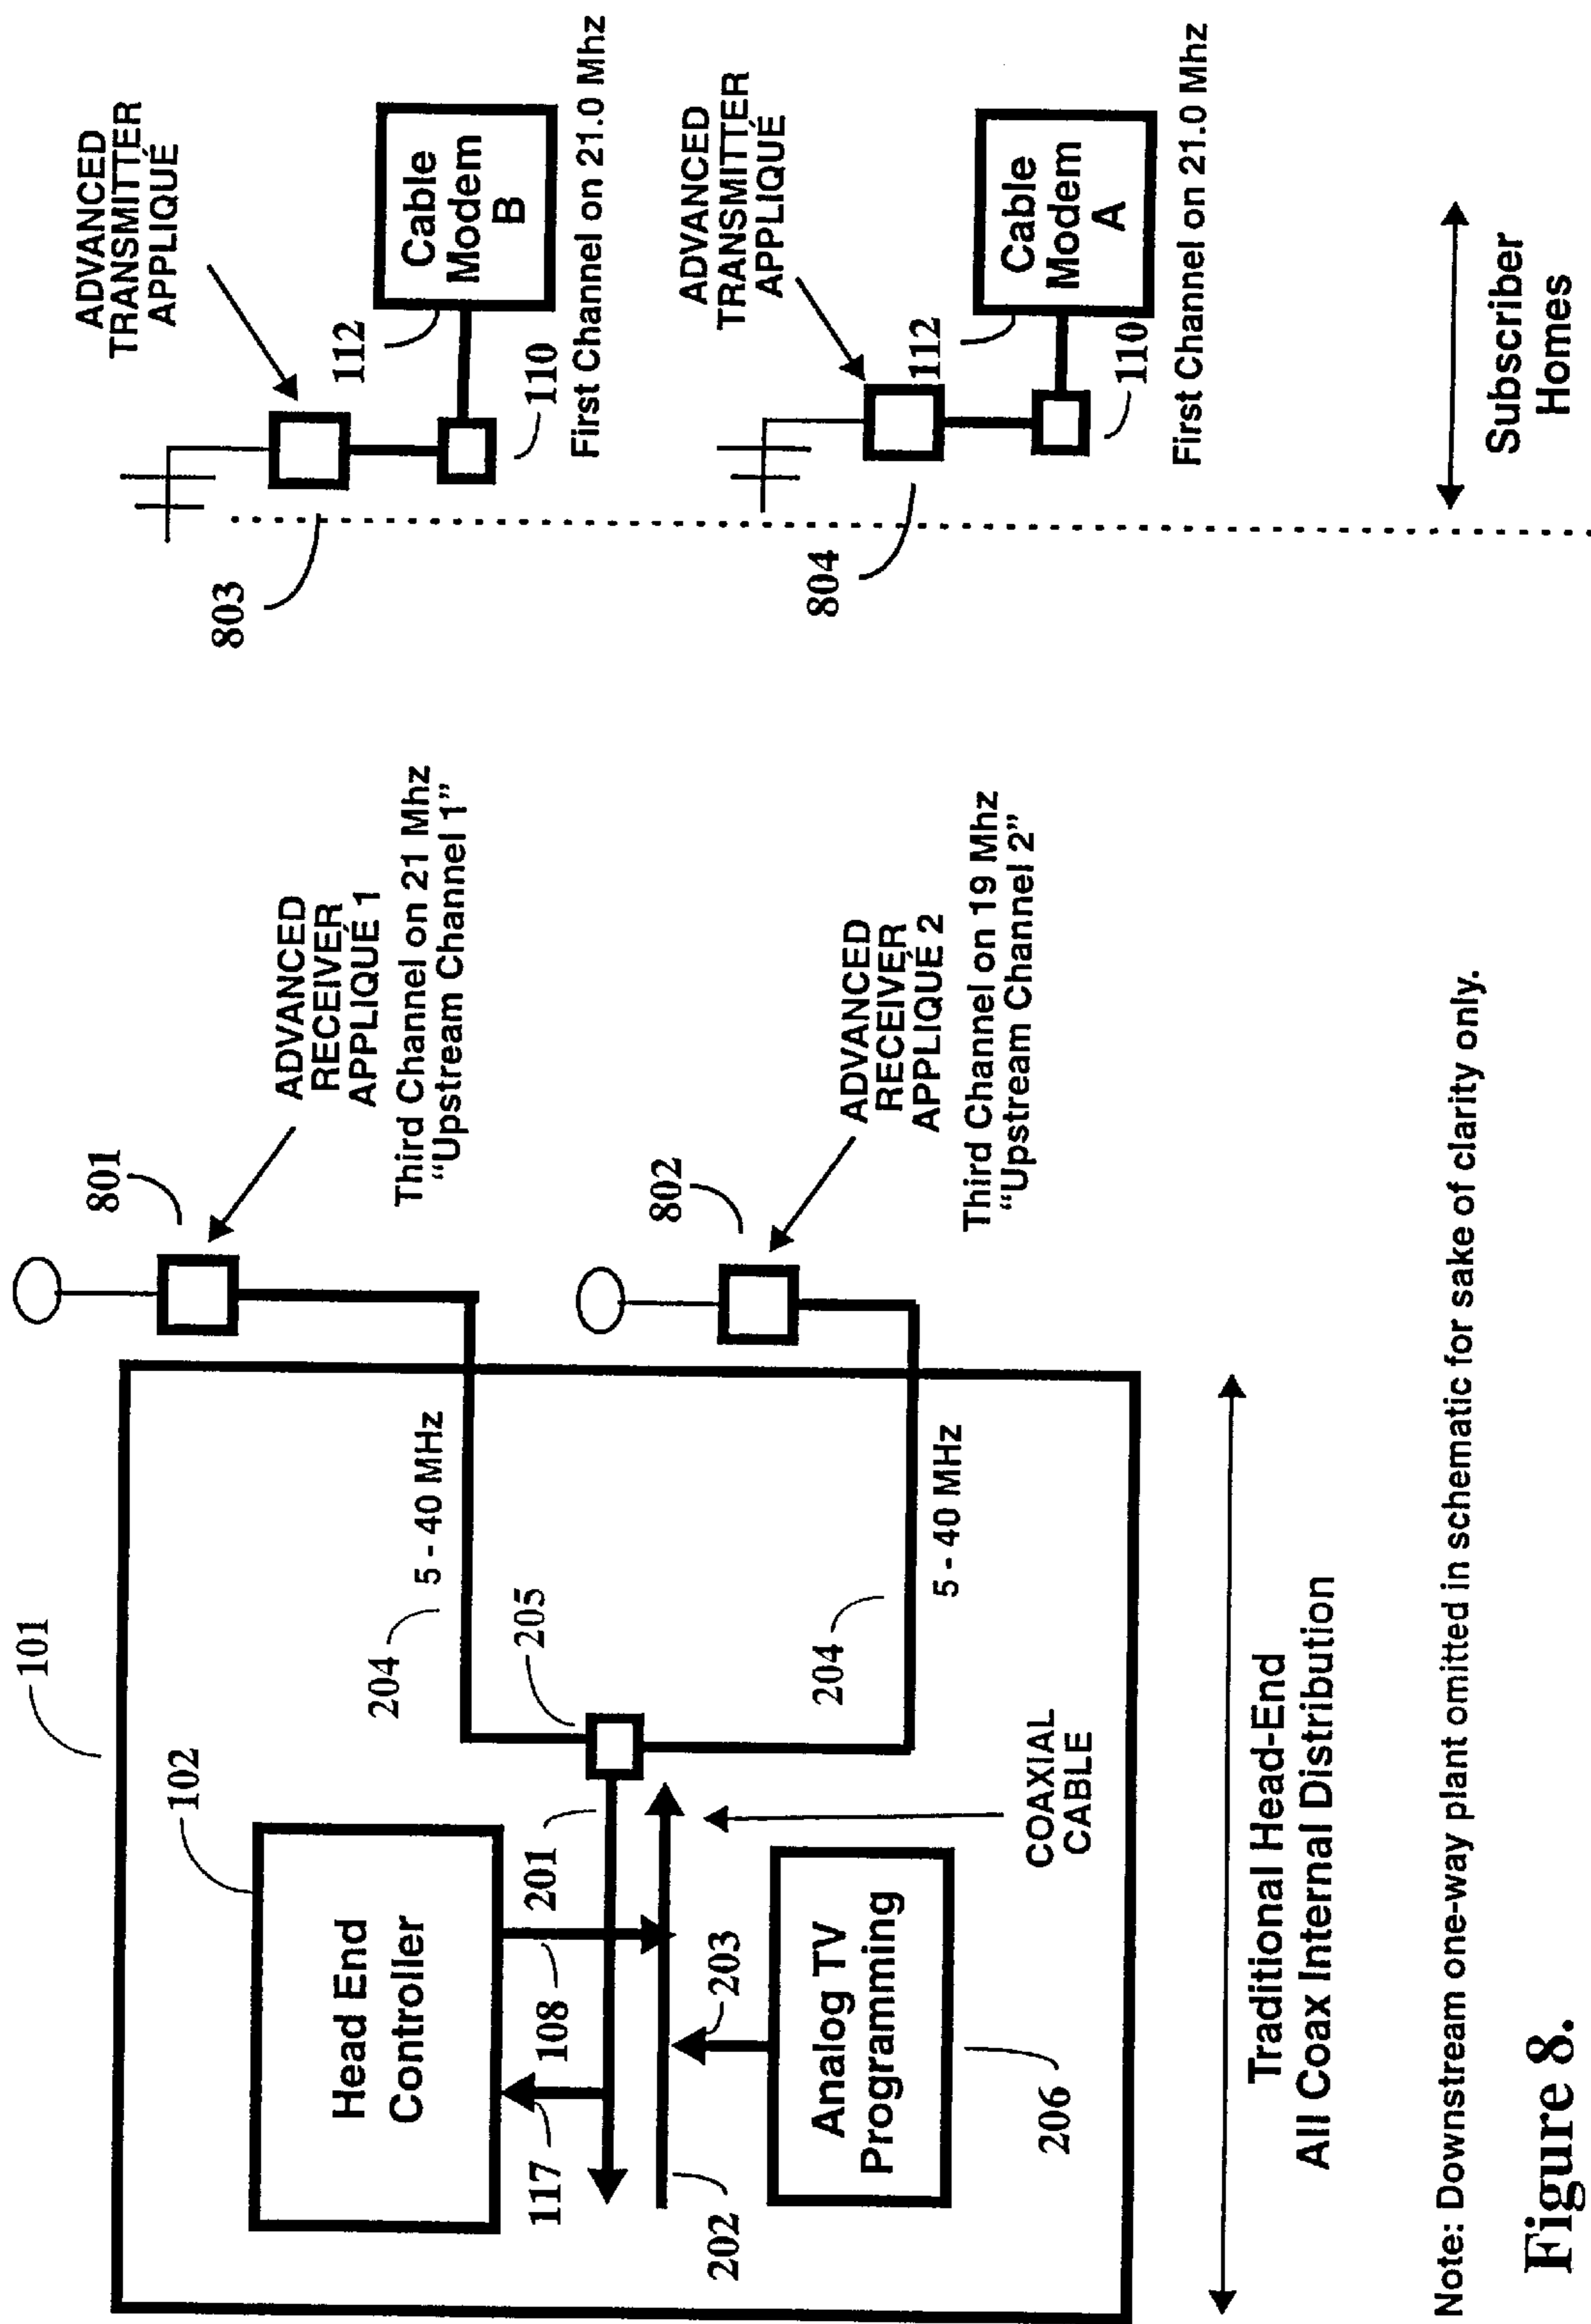 101
102
Head End
Controller
117
108
201
202
203
Analog TV
Programming
206
COAXIAL
CABLE
205
204
5 - 40 MHz
204
5 - 40 MHz
801
ADVANCED
RECEIVER
APPLIQUÉ 1
Third Channel on 21 Mhz
“Upstream Channel 1”
802
ADVANCED
RECEIVER
APPLIQUÉ 2
Third Channel on 19 Mhz
“Upstream Channel 2”
803
ADVANCED
TRANSMITTER
APPLIQUÉ
112
Cable
Modem
B
110
First Channel on 21.0 Mhz
804
ADVANCED
TRANSMITTER
APPLIQUÉ
112
Cable
Modem
A
110
First Channel on 21.0 Mhz
Traditional Head-End
All Coax Internal Distribution
Subscriber
Homes
Note: Downstream one-way plant omitted in schematic for sake of clarity only.
Figure 8.